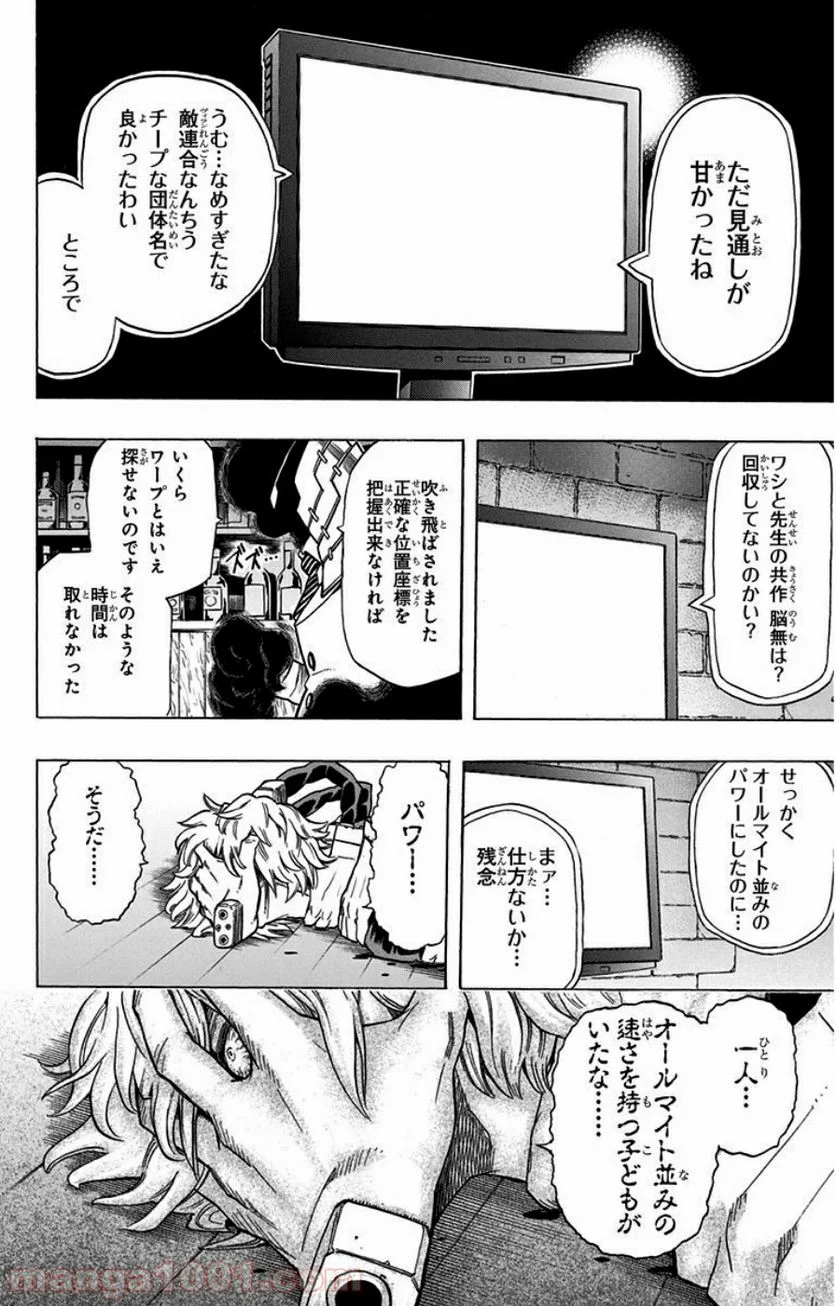 ただ見通しが
甘かったね
うむ…なめすぎたな
敵連合なんちう
チープな団体名で
良かったわい
ところで
ワシと先生の共作 脳無は?
回収してないのかい?
吹き飛ばされました
正確な位置座標を
把握出来なければ
いくら
ワープとはいえ
探せないのです
そのような
時間は
取れなかった
ズズ…
せっかく
オールマイト並みの
パワーにしたのに…
まァ…
仕方ないか…
残念
パワー…
そうだ……
一人…
オールマイト並みの
速さを持つ子どもが
いたな……
manga1001.com